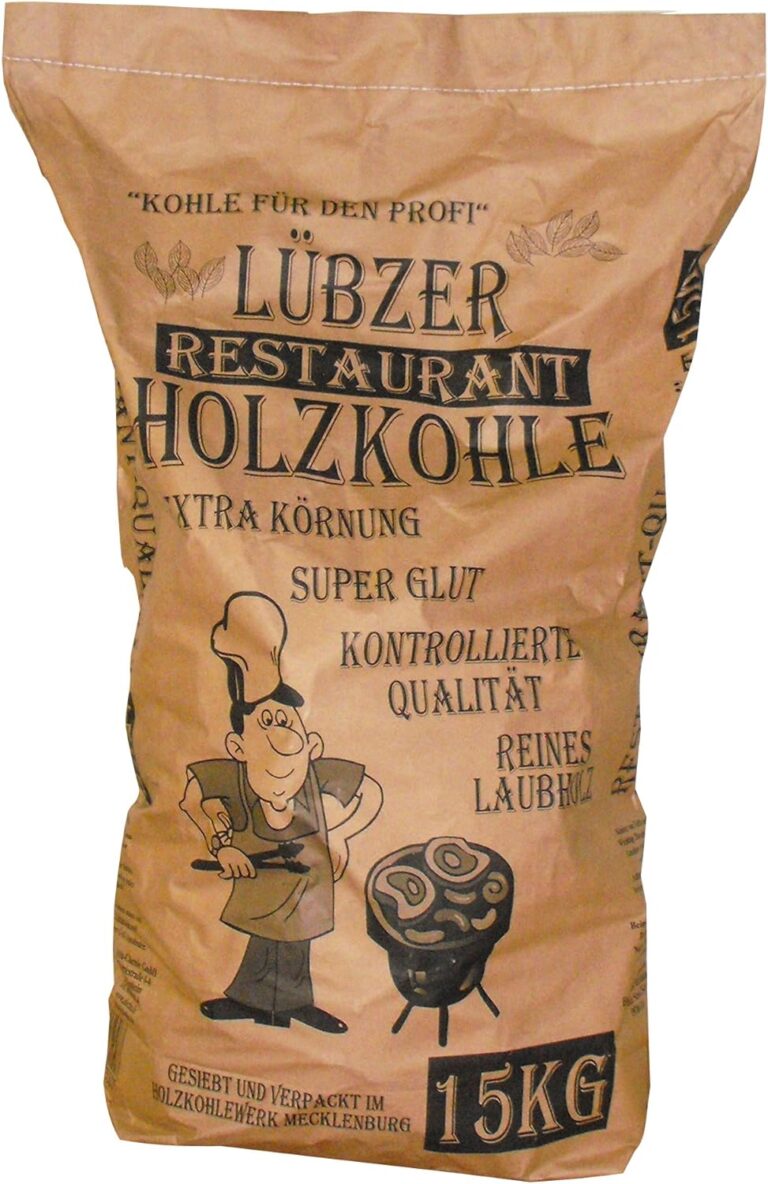 "KOHLE FÜR DEN PROFI"
LÜBZER
RESTAURANT
HOLZKOHLE
EXTRA KÖRNUNG
SUPER GLUT
KONTROLLIERTE
QUALITÄT
REINES
LAUBHOLZ
GESIEBT UND VERPACKT IM
HOLZKOHLEWERK MECKLENBURG
15KG